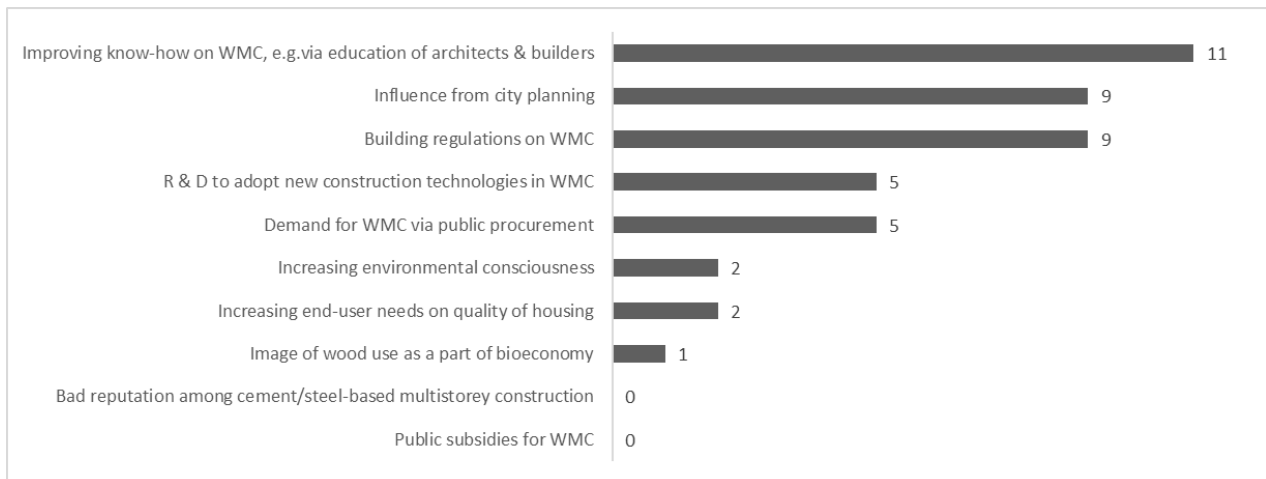 Improving know-how on WMC, e.g.via education of architects & builders 11
Influence from city planning 9
Building regulations on WMC 9
R & D to adopt new construction technologies in WMC 5
Demand for WMC via public procurement 5
Increasing environmental consciousness 2
Increasing end-user needs on quality of housing 2
Image of wood use as a part of bioeconomy 1
Bad reputation among cement/steel-based multistorey construction 0
Public subsidies for WMC 0